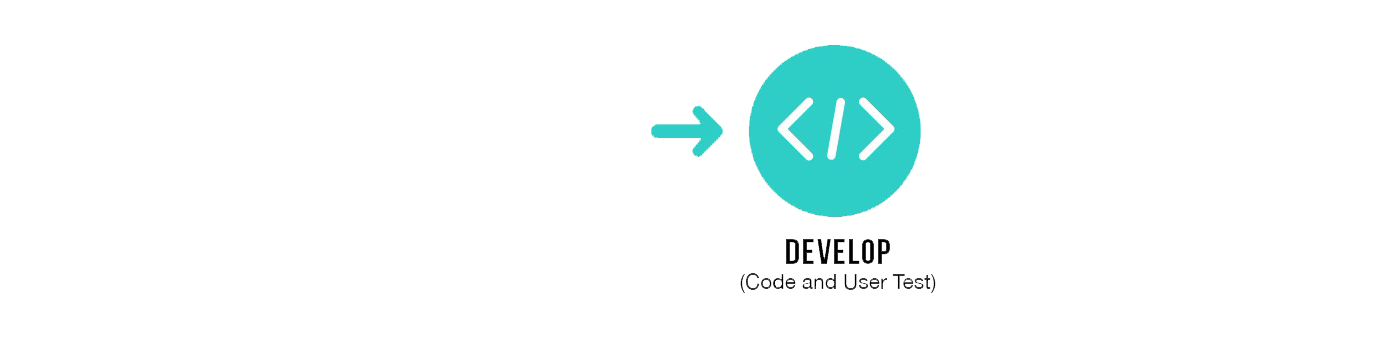 </>
DEVELOP
(Code and User Test)